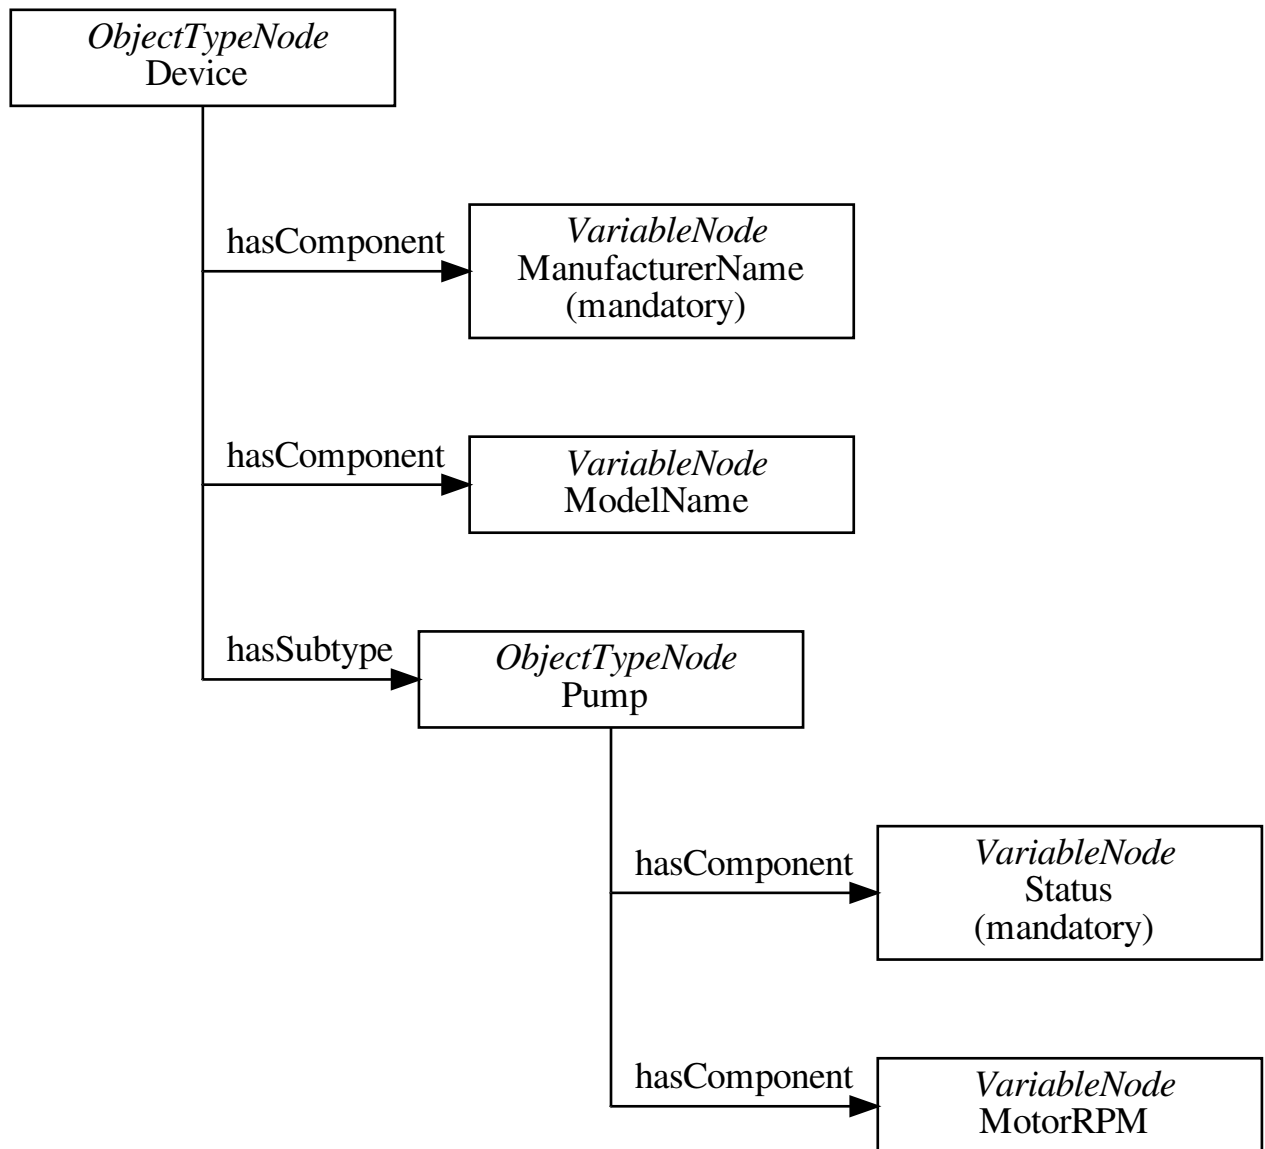 ObjectTypeNode
Device
hasComponent
VariableNode
ManufacturerName
(mandatory)
hasComponent
VariableNode
ModelName
hasSubtype
ObjectTypeNode
Pump
hasComponent
VariableNode
Status
(mandatory)
hasComponent
VariableNode
MotorRPM